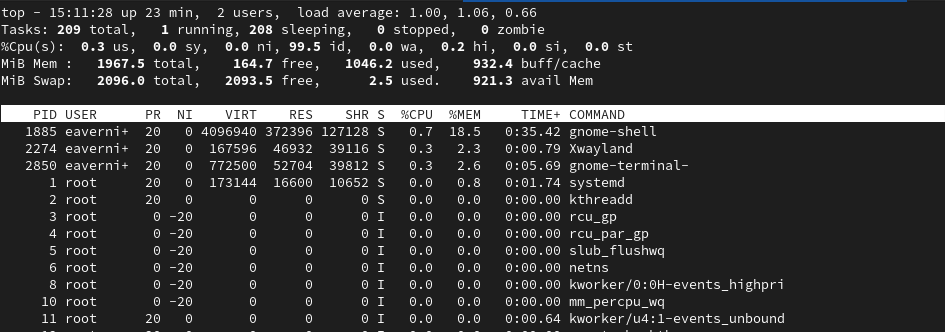 top - 15:11:28 up 23 min,  2 users,  load average: 1.00, 1.06, 0.66
Tasks: 209 total,   1 running, 208 sleeping,   0 stopped,   0 zombie
%Cpu(s):  0.3 us,  0.0 sy,  0.0 ni, 99.5 id,  0.0 wa,  0.2 hi,  0.0 si,  0.0 st
MiB Mem :   1967.5 total,    164.7 free,   1046.2 used,    932.4 buff/cache
MiB Swap:   2096.0 total,   2093.5 free,      2.5 used.    921.3 avail Mem
PID USER      PR  NI    VIRT    RES    SHR S  %CPU  %MEM     TIME+ COMMAND
1885 eaverni+  20   0 4096940 372396 127128 S   0.7  18.5   0:35.42 gnome-shell
2274 eaverni+  20   0  167596  46932  39116 S   0.3   2.3   0:00.79 Xwayland
2850 eaverni+  20   0  772500  52704  39812 S   0.3   2.6   0:05.69 gnome-terminal-
1 root      20   0  173144  16600  10652 S   0.0   0.8   0:01.74 systemd
2 root      20   0       0      0      0 S   0.0   0.0   0:00.00 kthreadd
3 root       0 -20       0      0      0 I   0.0   0.0   0:00.00 rcu_gp
4 root       0 -20       0      0      0 I   0.0   0.0   0:00.00 rcu_par_gp
5 root       0 -20       0      0      0 I   0.0   0.0   0:00.00 slub_flushwq
6 root       0 -20       0      0      0 I   0.0   0.0   0:00.00 netns
8 root       0 -20       0      0      0 I   0.0   0.0   0:00.00 kworker/0:0H-events_highpri
10 root       0 -20       0      0      0 I   0.0   0.0   0:00.00 mm_percpu_wq
11 root      20   0       0      0      0 I   0.0   0.0   0:00.64 kworker/u4:1-events_unbound